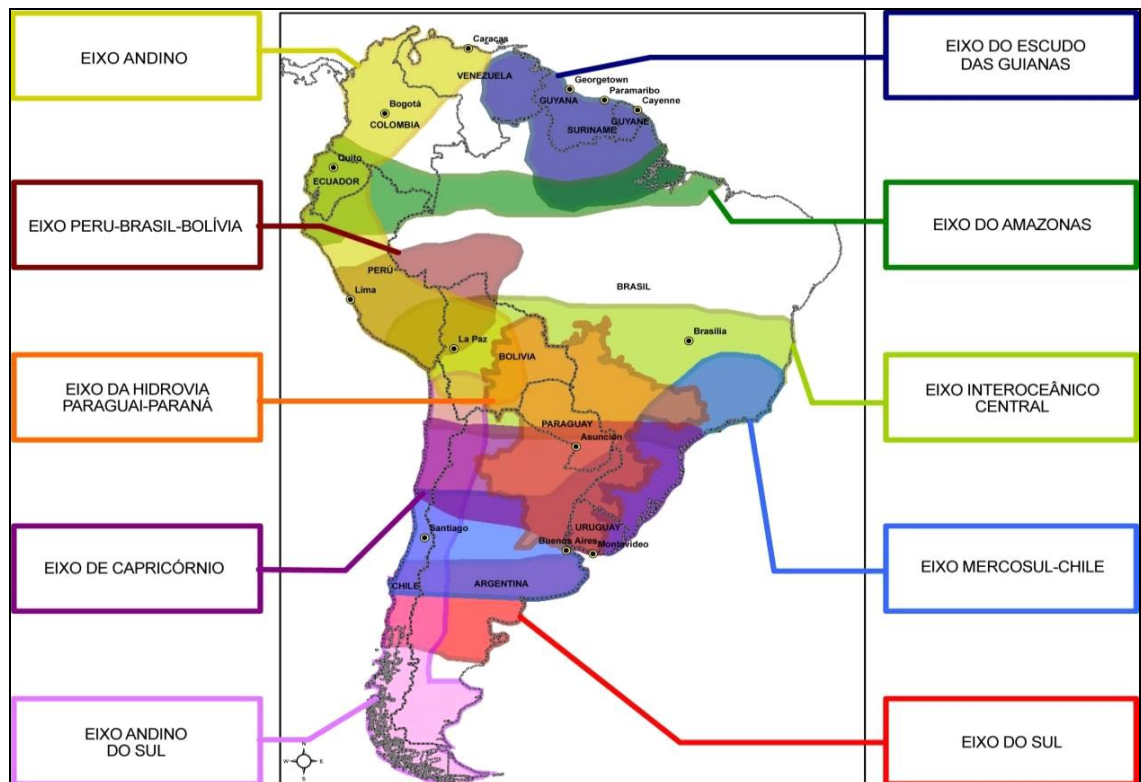 EIXO ANDINO
EIXO PERU-BRASIL-BOLÍVIA
EIXO DA HIDROVIA
PARAGUAI-PARANÁ
EIXO DE CAPRICÓRNIO
EIXO ANDINO
DO SUL
Caracas
VENEZUELA
Georgetown
Paramaribo
GUYANA
Cayenne
GUYANE
SURINAME
Bogotá
COLOMBIA
Quito
ECUADOR
PERÚ
Lima
BRASIL
Brasília
La Paz
BOLIVIA
PARAGUAY
Asunción
URUGUAY
Santiago
Buenos Aires
Montevideo
CHILE
ARGENTINA
N
W
E
S
EIXO DO ESCUDO
DAS GUIANAS
EIXO DO AMAZONAS
EIXO INTEROCEÂNICO
CENTRAL
EIXO MERCOSUL-CHILE
EIXO DO SUL